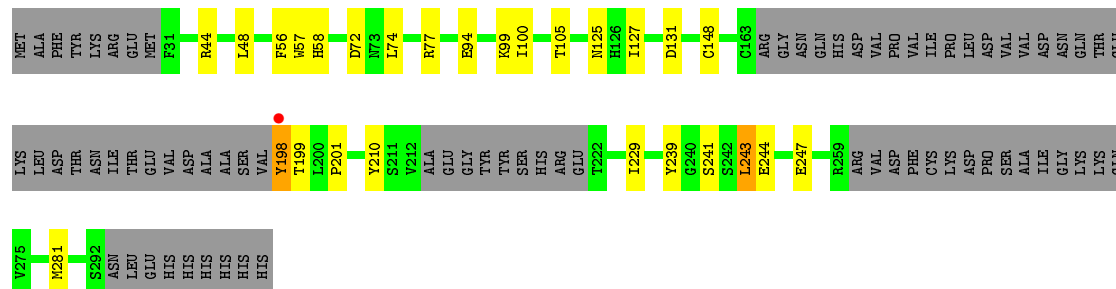 MET ALA PHE TYR LYS ARG GLU MET F31 R44 L48 F56 W57 H58 D72 N73 L74 R77 E94 K99 I100 T105 N125 H126 I127 D131 C148 C163 ARG GLY ASN GLN HIS ASP VAL PRO VAL ILE PRO LEU ASP VAL VAL ASP ASN GLN THR
LYS LEU ASP THR ASN ILE THR GLU VAL ASP ALA ALA SER VAL Y198 T199 L200 P201 Y210 S211 V212 ALA GLU GLY TYR TYR SER HIS ARG GLU T222 I229 Y239 G240 S241 S242 L243 E244 E247 R259 ARG VAL ASP PHE CYS LYS ASP PRO SER ALA ILE GLY LYS LYS
V275 M281 S292 ASN LEU GLU HIS HIS HIS HIS HIS HIS